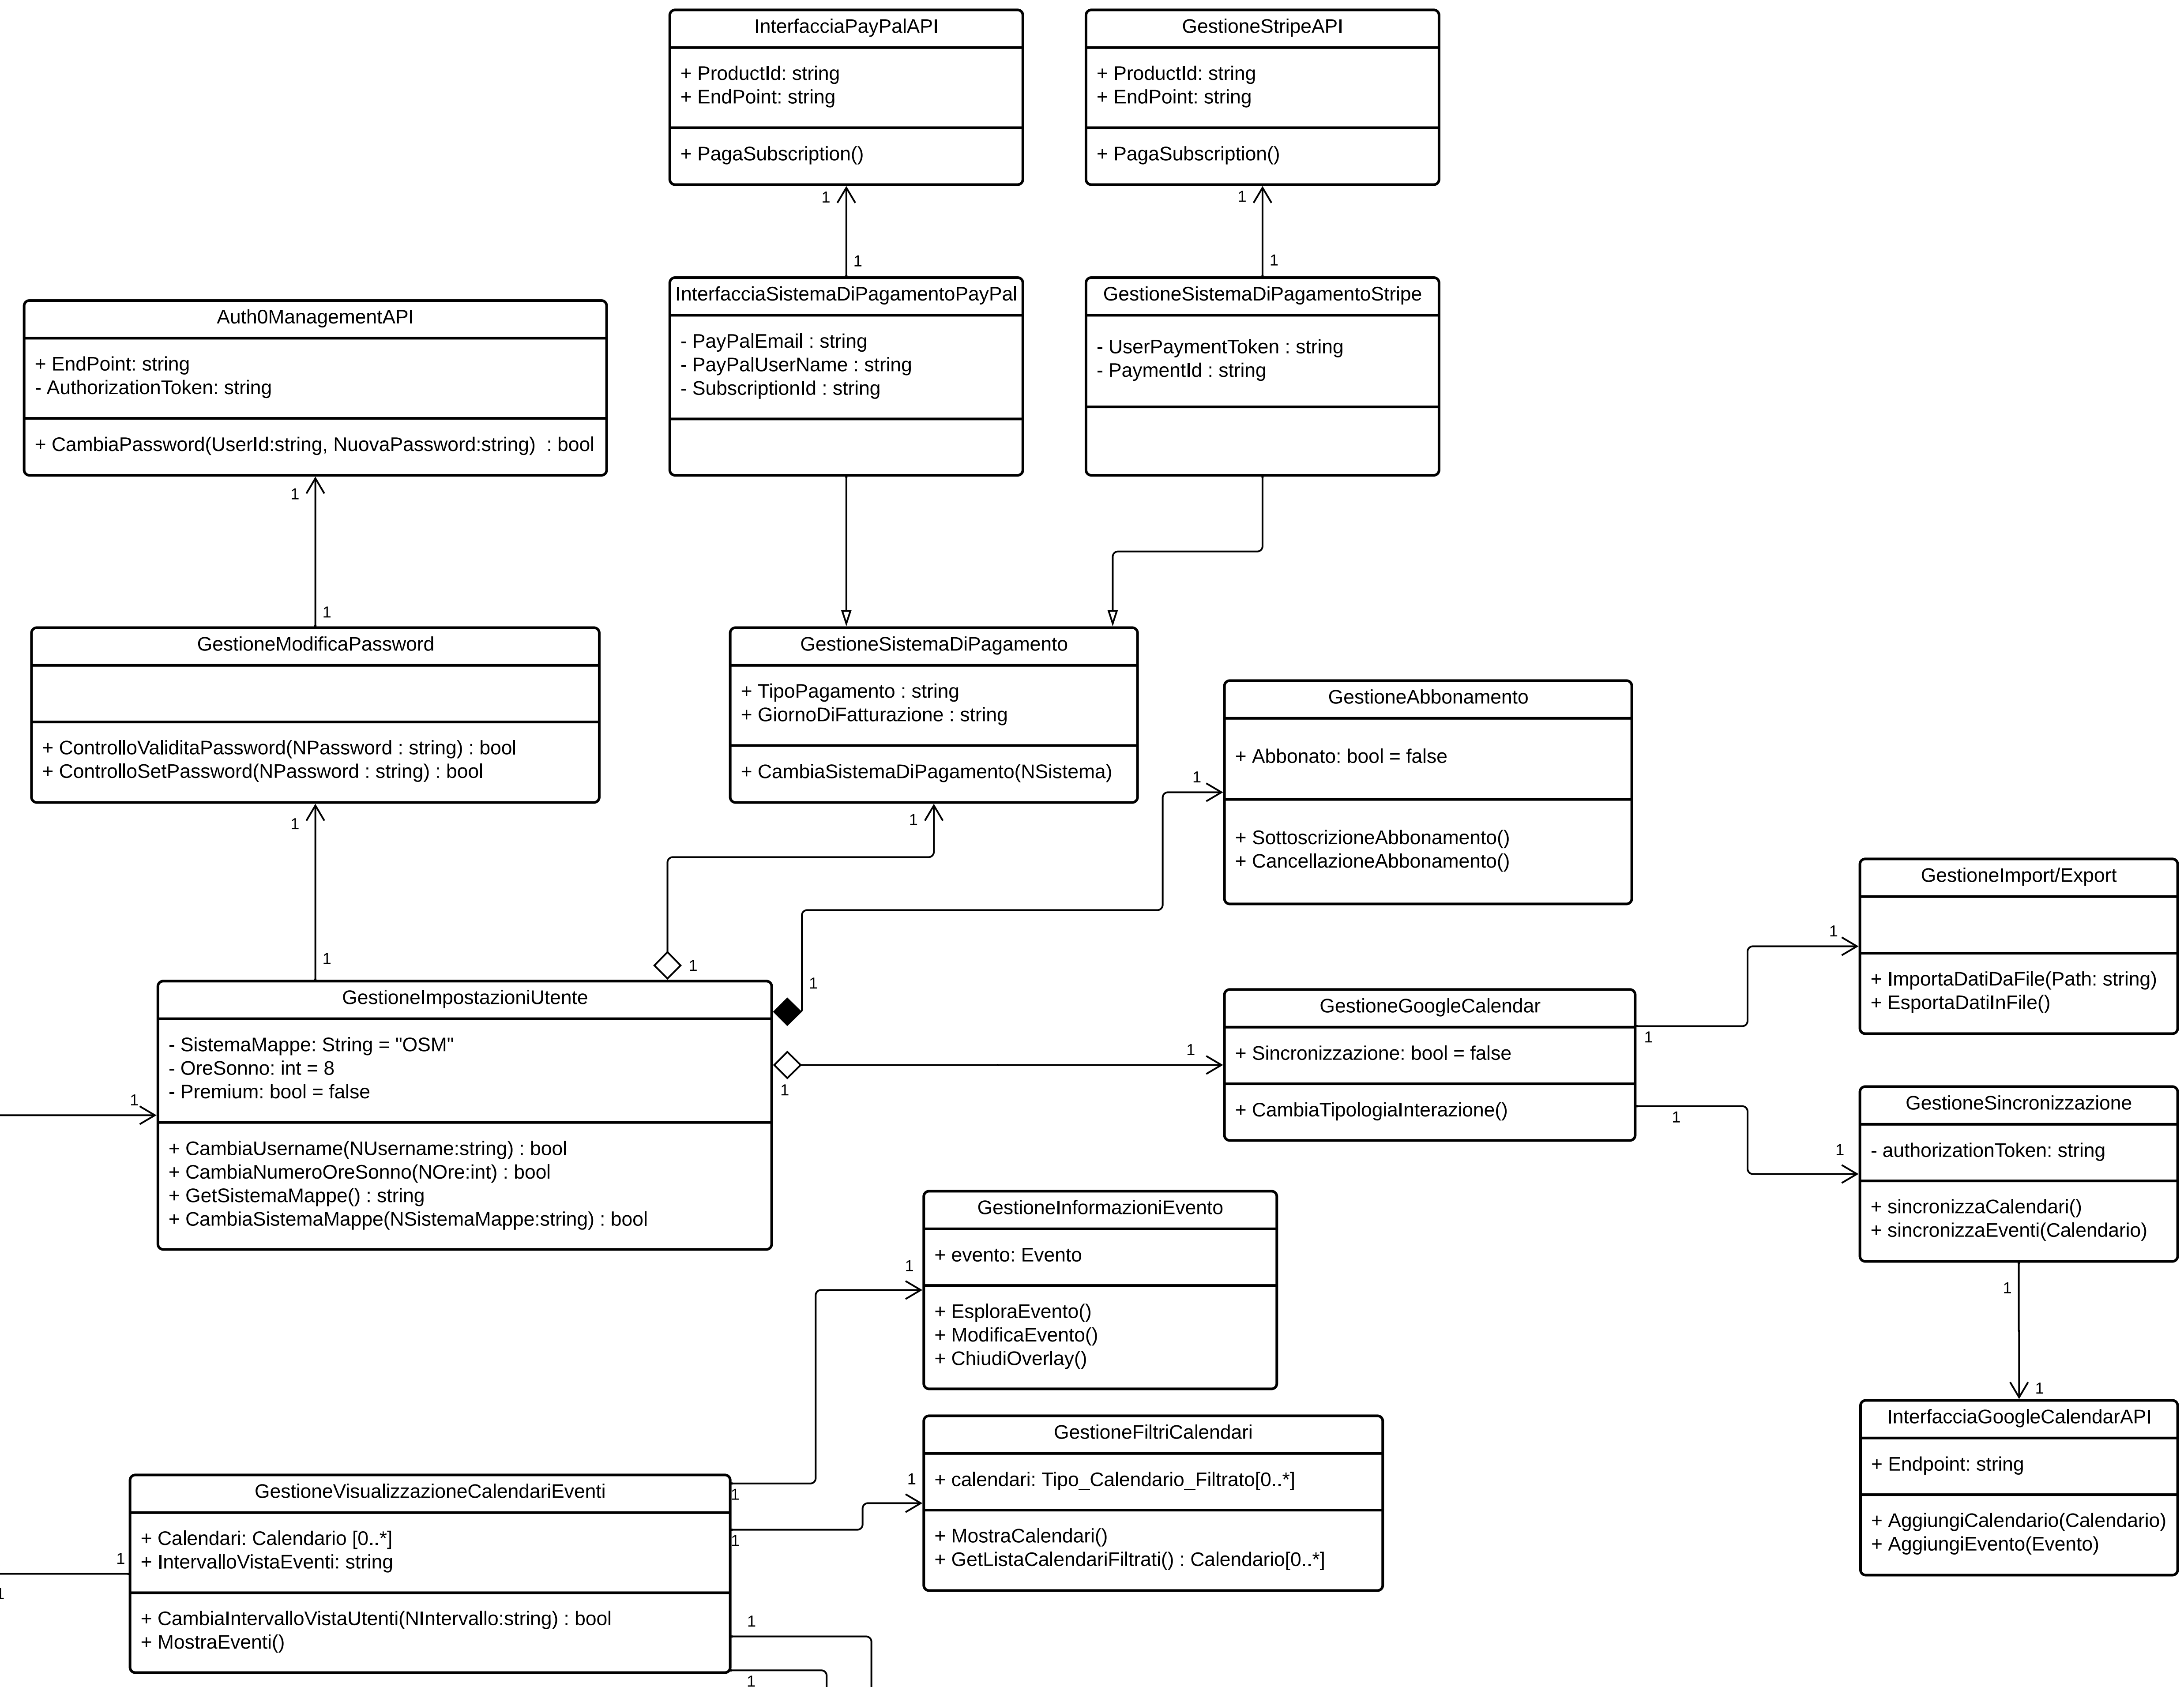 InterfacciaPayPalAPI
+ ProductId: string
+ EndPoint: string
+ PagaSubscription()
GestioneStripeAPI
+ ProductId: string
+ EndPoint: string
+ PagaSubscription()
1
1
1
1
InterfacciaSistemaDiPagamentoPayPal
- PayPalEmail : string
- PayPalUserName : string
- SubscriptionId : string
GestioneSistemaDiPagamentoStripe
- UserPaymentToken : string
- PaymentId : string
Auth0ManagementAPI
+ EndPoint: string
- AuthorizationToken: string
+ CambiaPassword(UserId:string, NuovaPassword:string)  : bool
1
1
GestioneModificaPassword
+ ControlloValiditaPassword(NPassword : string) : bool
+ ControlloSetPassword(NPassword : string) : bool
GestioneSistemaDiPagamento
+ TipoPagamento : string
+ GiornoDiFatturazione : string
+ CambiaSistemaDiPagamento(NSistema)
GestioneAbbonamento
+ Abbonato: bool = false
+ SottoscrizioneAbbonamento()
+ CancellazioneAbbonamento()
1
1
1
1
1
1
GestioneImpostazioniUtente
- SistemaMappe: String = "OSM"
- OreSonno: int = 8
- Premium: bool = false
+ CambiaUsername(NUsername:string) : bool
+ CambiaNumeroOreSonno(NOre:int) : bool
+ GetSistemaMappe() : string
+ CambiaSistemaMappe(NSistemaMappe:string) : bool
1
1
1
GestioneGoogleCalendar
+ Sincronizzazione: bool = false
+ CambiaTipologiaInterazione()
1
1
1
1
GestioneImport/Export
+ ImportaDatiDaFile(Path: string)
+ EsportaDatiInFile()
GestioneSincronizzazione
- authorizationToken: string
+ sincronizzaCalendari()
+ sincronizzaEventi(Calendario)
1
1
InterfacciaGoogleCalendarAPI
+ Endpoint: string
+ AggiungiCalendario(Calendario)
+ AggiungiEvento(Evento)
GestioneInformazioniEvento
+ evento: Evento
+ EsploraEvento()
+ ModificaEvento()
+ ChiudiOverlay()
1
GestioneFiltriCalendari
+ calendari: Tipo_Calendario_Filtrato[0..*]
+ MostraCalendari()
+ GetListaCalendariFiltrati() : Calendario[0..*]
1
1
1
GestioneVisualizzazioneCalendariEventi
+ Calendari: Calendario [0..*]
+ IntervalloVistaEventi: string
+ CambiaIntervalloVistaUtenti(NIntervallo:string) : bool
+ MostraEventi()
1
1
1
1